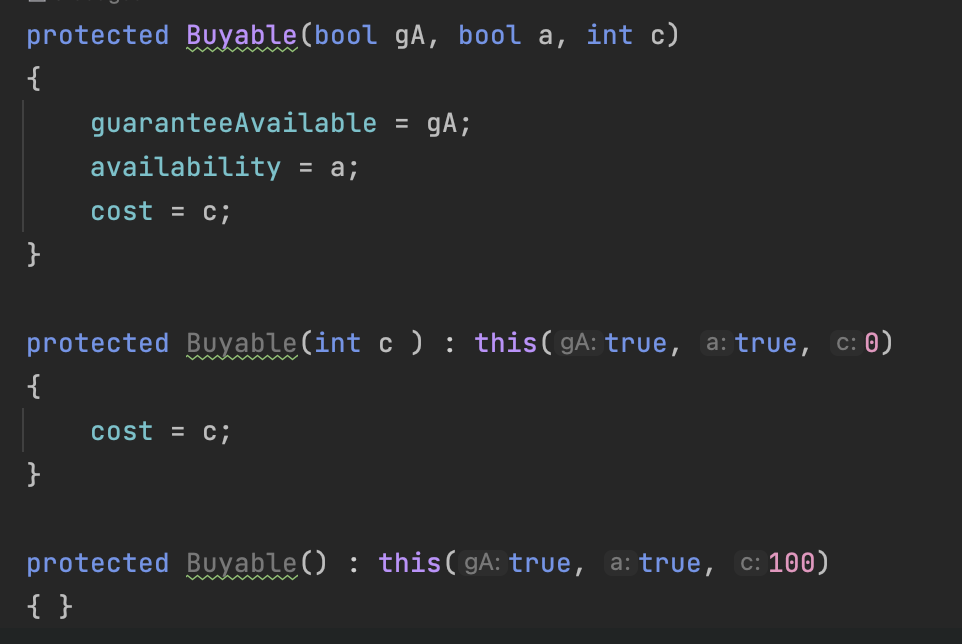 protected Buyable(bool gA, bool a, int c)
{
    guaranteeAvailable = gA;
    availability = a;
    cost = c;
}
protected Buyable(int c ) : this(gA: true, a: true, c: 0)
{
    cost = c;
}
protected Buyable() : this(gA: true, a: true, c: 100)
{ }